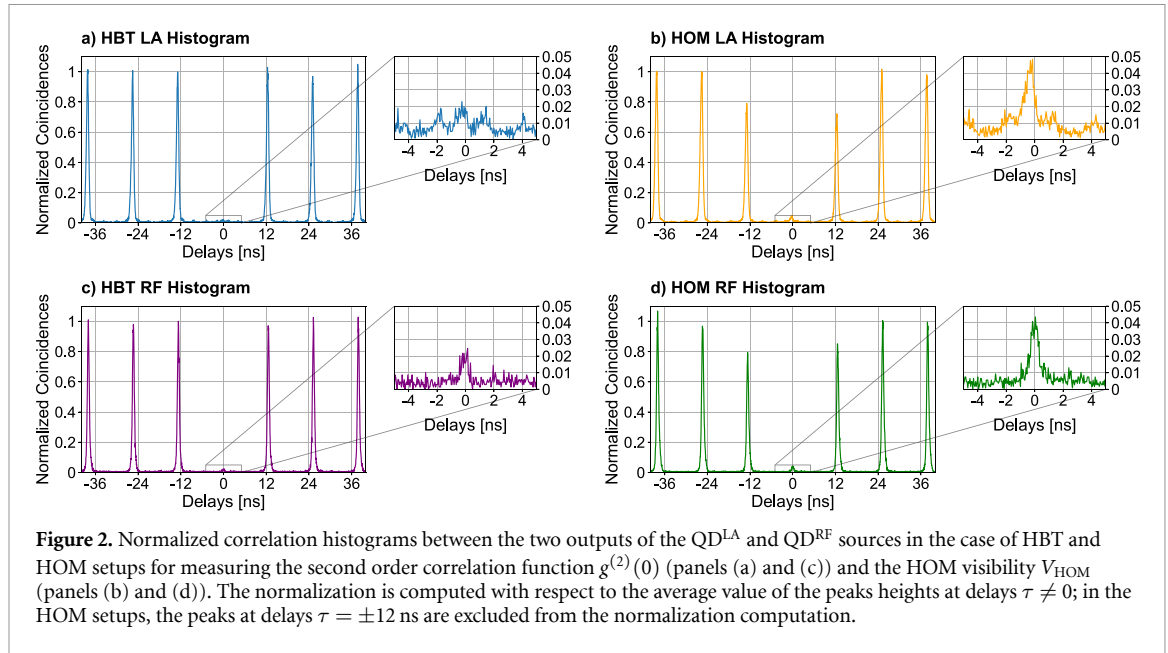 a) HBT LA Histogram
Normalized Coincidences
1
0.8
0.6
0.4
0.2
0
-36 -24 -12 0 12 24 36
Delays [ns]
0.05
0.04
0.03
0.02
0.01
0
-4 -2 0 2 4
Delays [ns]
b) HOM LA Histogram
Normalized Coincidences
1
0.8
0.6
0.4
0.2
0
-36 -24 -12 0 12 24 36
Delays [ns]
0.05
0.04
0.03
0.02
0.01
0
-4 -2 0 2 4
Delays [ns]
c) HBT RF Histogram
Normalized Coincidences
1
0.8
0.6
0.4
0.2
0
-36 -24 -12 0 12 24 36
Delays [ns]
0.05
0.04
0.03
0.02
0.01
0
-4 -2 0 2 4
Delays [ns]
d) HOM RF Histogram
Normalized Coincidences
1
0.8
0.6
0.4
0.2
0
-36 -24 -12 0 12 24 36
Delays [ns]
0.05
0.04
0.03
0.02
0.01
0
-4 -2 0 2 4
Delays [ns]
Figure 2. Normalized correlation histograms between the two outputs of the QD^LA and QD^RF sources in the case of HBT and
HOM setups for measuring the second order correlation function g^(2)(0) (panels (a) and (c)) and the HOM visibility V_HOM
(panels (b) and (d)). The normalization is computed with respect to the average value of the peaks heights at delays τ ≠ 0; in the
HOM setups, the peaks at delays τ = ±12 ns are excluded from the normalization computation.